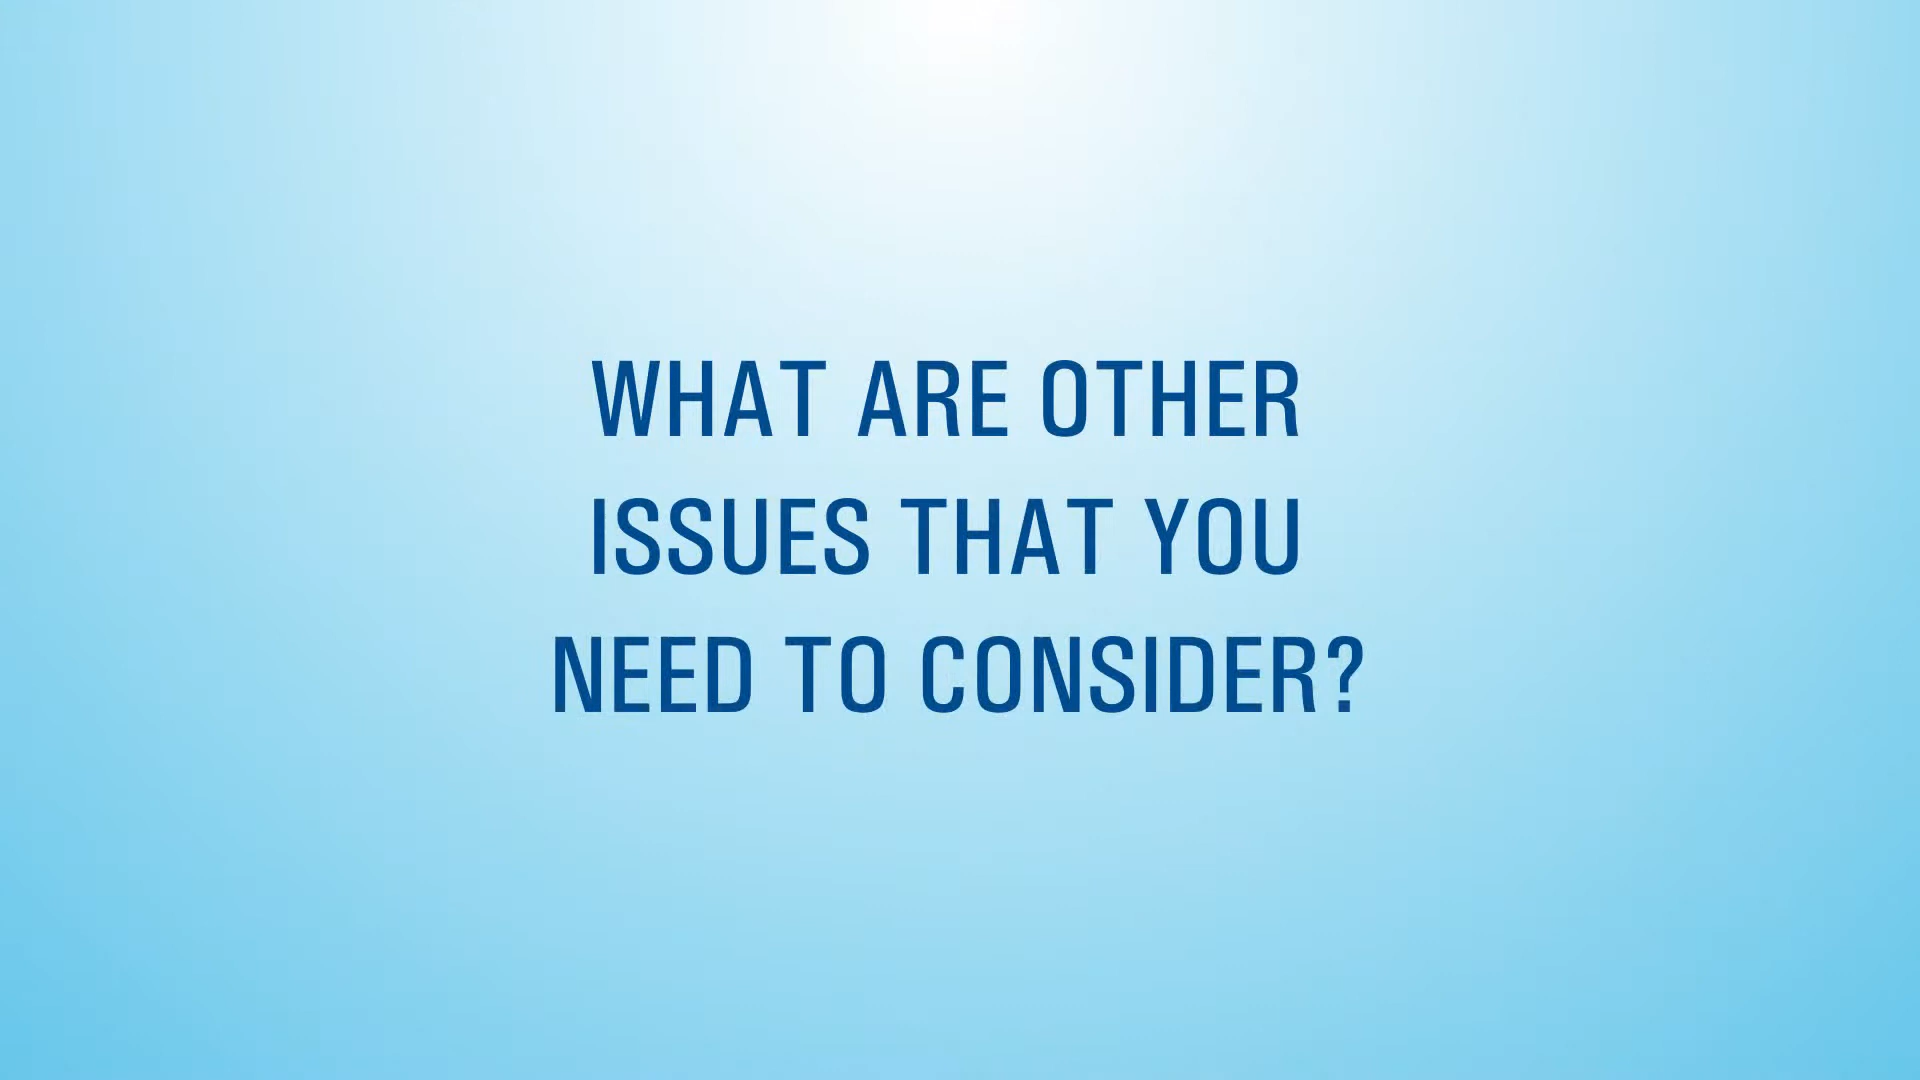 WHAT ARE OTHER
ISSUES THAT YOU
NEED TO CONSIDER?